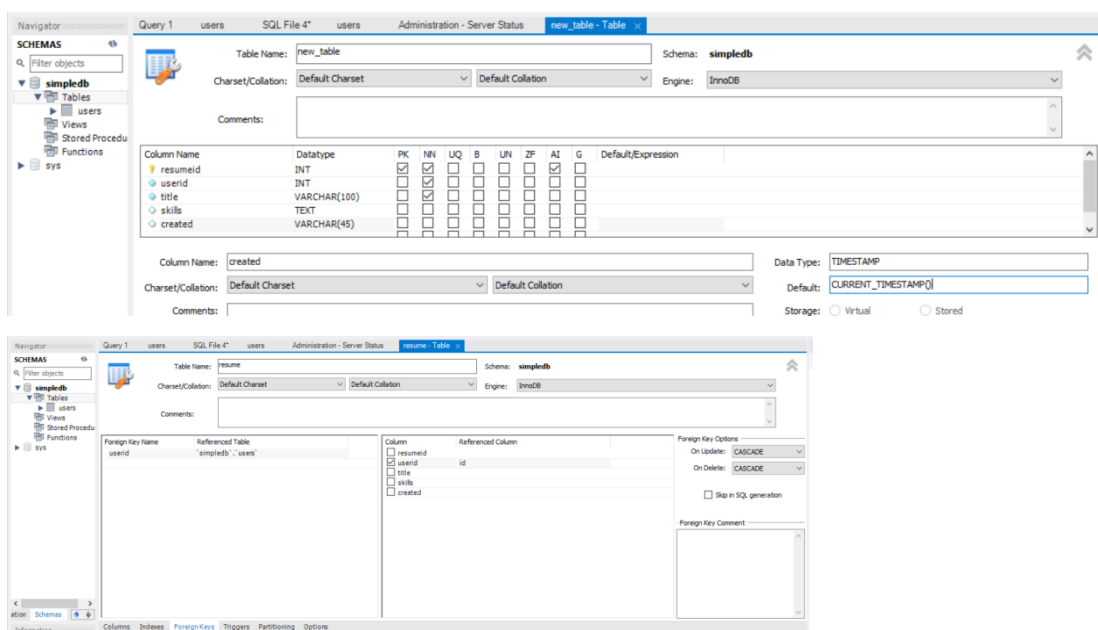 Navigator
Query 1 users SQL File 4* users Administration - Server Status new_table - Table ×
SCHEMAS
Filter objects
simpledb
Tables
users
Views
Stored Procedu
Functions
sys
Table Name: new_table Schema: simpledb
Charset/Collation: Default Charset Default Collation Engine: InnoDB
Comments:
Column Name Datatype PK NN UQ B UN ZF AI G Default/Expression
resumeid INT
userid INT
title VARCHAR(100)
skills TEXT
created VARCHAR(45)
Column Name: created Data Type: TIMESTAMP
Charset/Collation: Default Charset Default Collation Default: CURRENT_TIMESTAMP()
Comments: Storage: Virtual Stored
Navigator
Query 1 users SQL File 4* users Administration - Server Status resume - Table ×
SCHEMAS
Filter objects
simpledb
Tables
users
Views
Stored Procedu
Functions
sys
Table Name: resume Schema: simpledb
Charset/Collation: Default Charset Default Collation Engine: InnoDB
Comments:
Foreign Key Name Referenced Table
userid `simpledb`.`users`
Column Referenced Column
resumeid
userid id
title
skills
created
Foreign Key Options
On Update: CASCADE
On Delete: CASCADE
Skip in SQL generation
Foreign Key Comment
ation Schemas
Columns Indexes Foreign Keys Triggers Partitioning Options